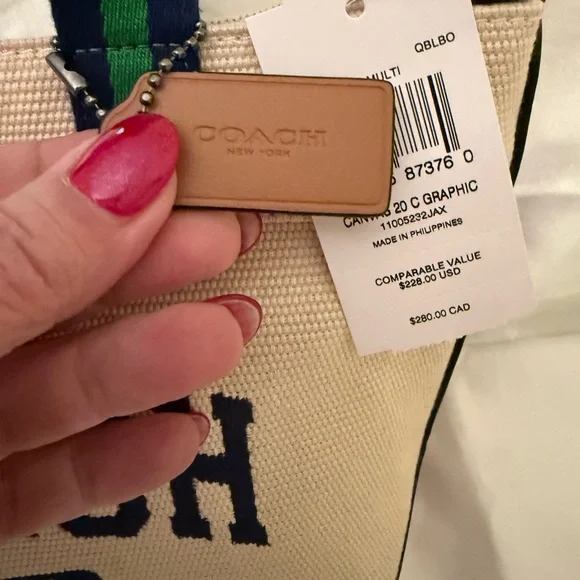 QBLBO
MULTI
COACH
NEW YORK
87376 0
20 C GRAPHIC
11005232JAX
MADE IN PHILIPPINES
COMPARABLE VALUE
$228.00 USD
$280.00 CAD
CH